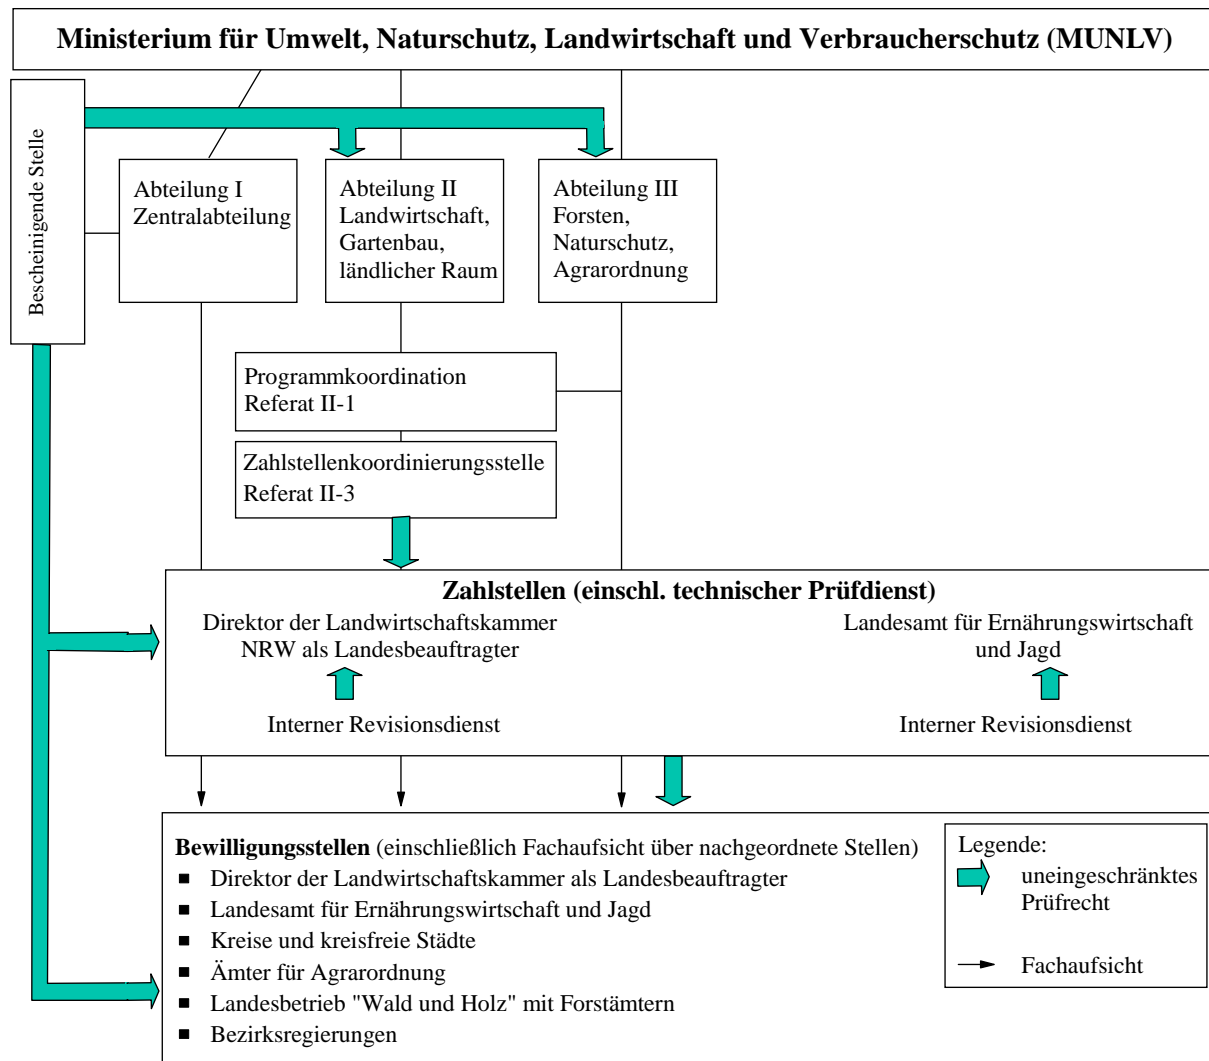 Ministerium für Umwelt, Naturschutz, Landwirtschaft und Verbraucherschutz (MUNLV)
Bescheinigende Stelle
Abteilung I
Zentralabteilung
Abteilung II
Landwirtschaft,
Gartenbau,
ländlicher Raum
Abteilung III
Forsten,
Naturschutz,
Agrarordnung
Programmkoordination
Referat II-1
Zahlstellenkoordinierungsstelle
Referat II-3
Zahlstellen (einschl. technischer Prüfdienst)
Direktor der Landwirtschaftskammer
NRW als Landesbeauftragter
Interner Revisionsdienst
Landesamt für Ernährungswirtschaft
und Jagd
Interner Revisionsdienst
Bewilligungsstellen (einschließlich Fachaufsicht über nachgeordnete Stellen)
■ Direktor der Landwirtschaftskammer als Landesbeauftragter
■ Landesamt für Ernährungswirtschaft und Jagd
■ Kreise und kreisfreie Städte
■ Ämter für Agrarordnung
■ Landesbetrieb "Wald und Holz" mit Forstämtern
■ Bezirksregierungen
Legende:
uneingeschränktes
Prüfrecht
Fachaufsicht